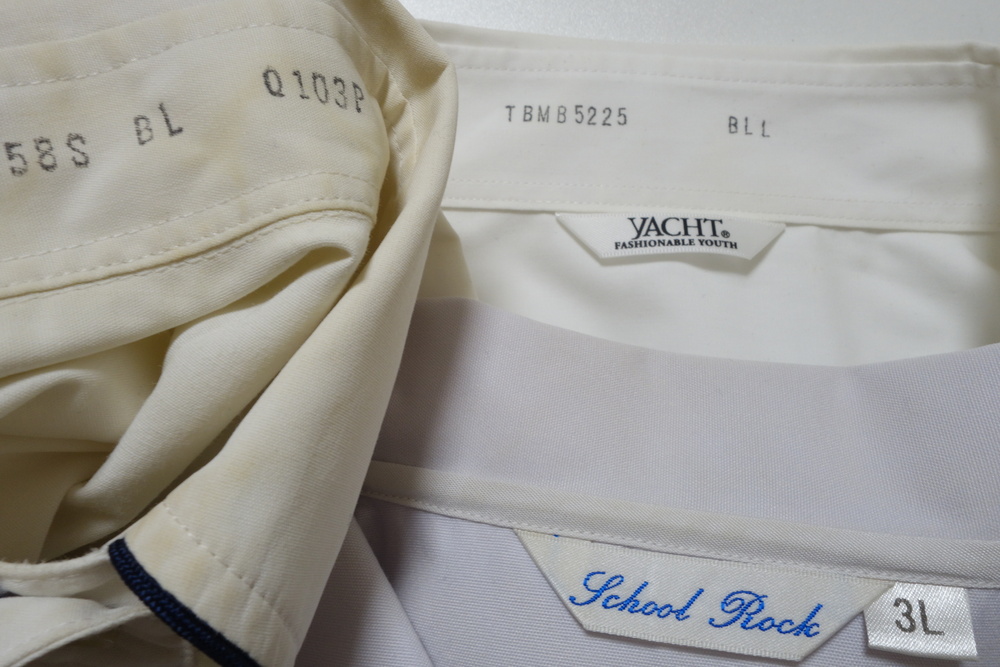 58S BL Q103P
TBMB5225 BLL
YACHT®
FASHIONABLE YOUTH
School Rock
3L